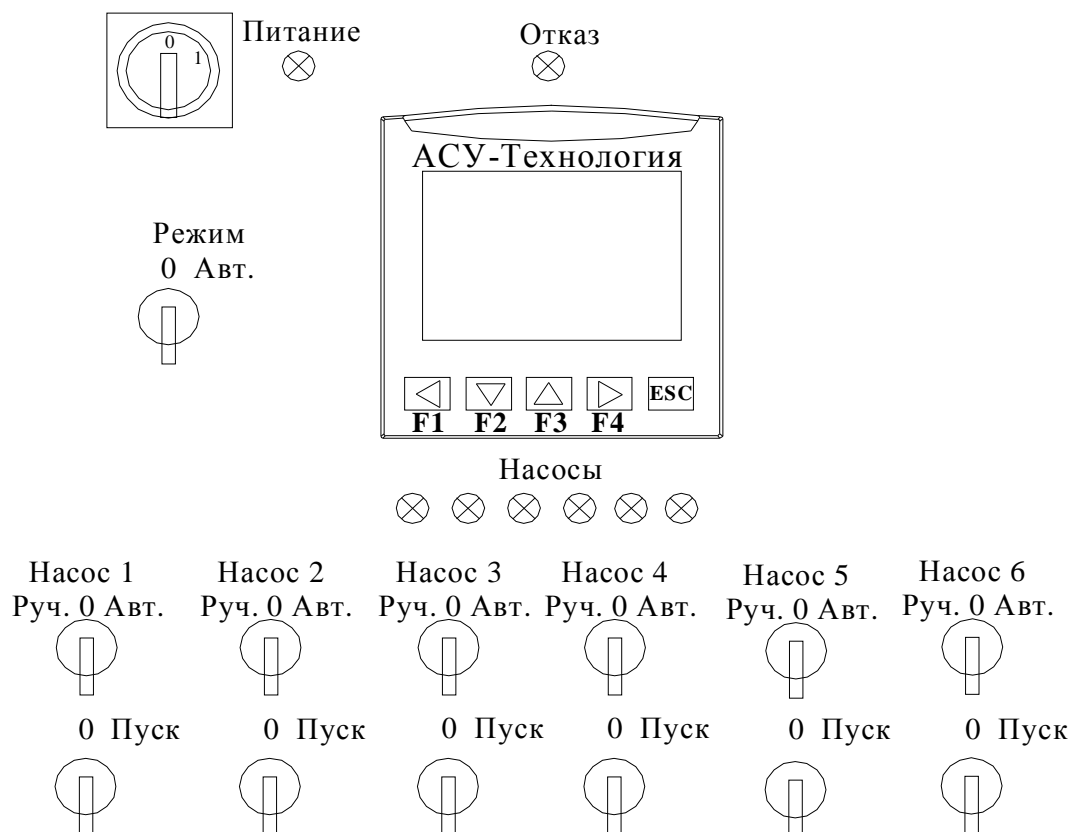 Питание
Отказ
0
1
АСУ-Технология
Режим
0 Авт.
ESC
F1 F2 F3 F4
Насосы
Насос 1 Насос 2 Насос 3 Насос 4 Насос 5 Насос 6
Руч. 0 Авт. Руч. 0 Авт. Руч. 0 Авт. Руч. 0 Авт. Руч. 0 Авт. Руч. 0 Авт.
0 Пуск 0 Пуск 0 Пуск 0 Пуск 0 Пуск 0 Пуск